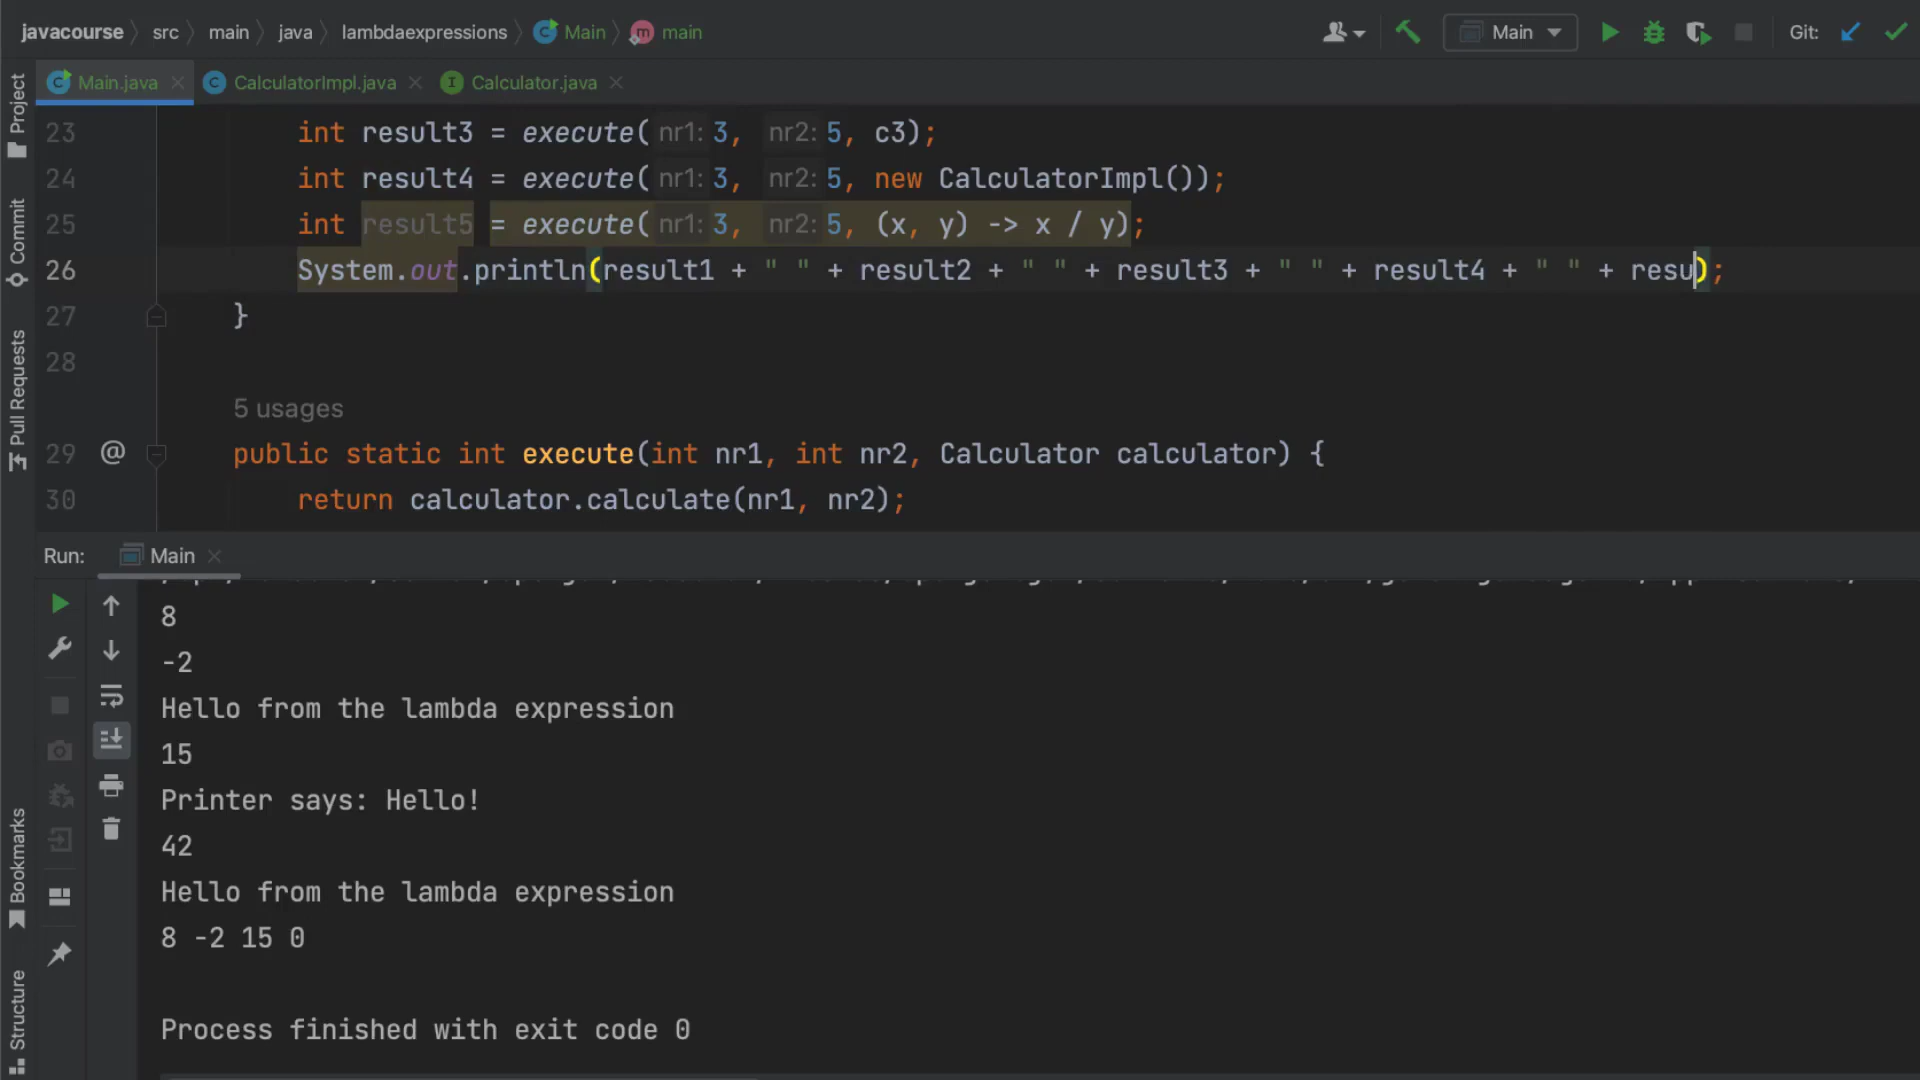 javacourse src main java lambdaexpressions Main main Main Git:
Main.java CalculatorImpl.java Calculator.java
Project
Commit
Pull Requests
Bookmarks
Structure
23 int result3 = execute( nr1: 3, nr2: 5, c3);
24 int result4 = execute( nr1: 3, nr2: 5, new CalculatorImpl());
25 int result5 = execute( nr1: 3, nr2: 5, (x, y) -> x / y);
26 System.out.println(result1 + " " + result2 + " " + result3 + " " + result4 + " " + resu);
27 }
28
5 usages
29 @ public static int execute(int nr1, int nr2, Calculator calculator) {
30 return calculator.calculate(nr1, nr2);
Run: Main
8
-2
Hello from the lambda expression
15
Printer says: Hello!
42
Hello from the lambda expression
8 -2 15 0
Process finished with exit code 0